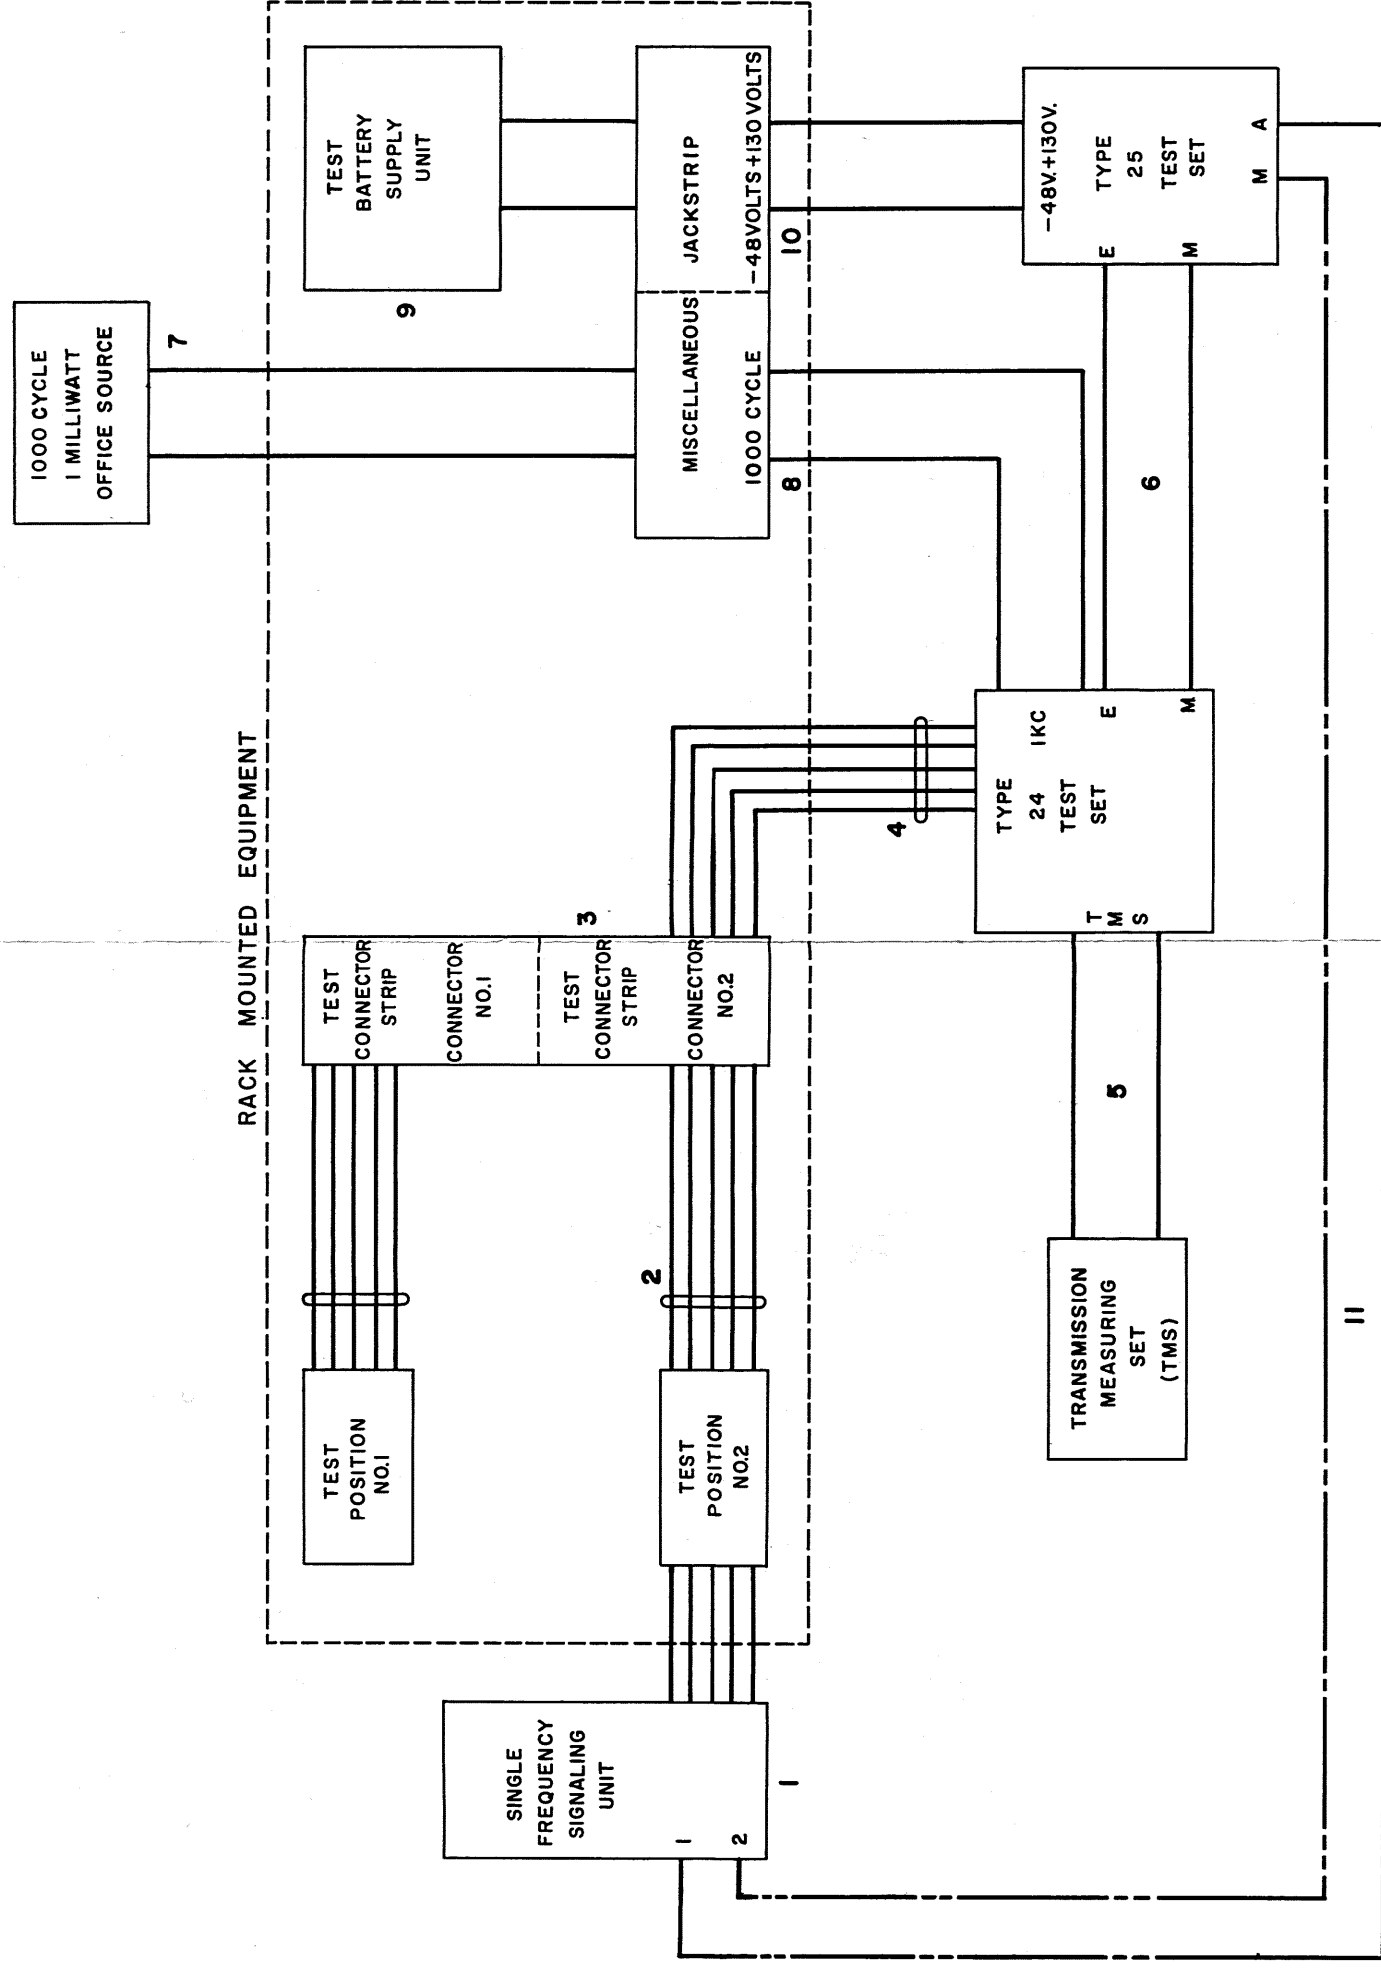 RACK MOUNTED EQUIPMENT
1000 CYCLE
1 MILLIWATT
OFFICE SOURCE
7
TEST
BATTERY
SUPPLY
UNIT
9
MISCELLANEOUS
JACKSTRIP
1000 CYCLE
-48VOLTS+130VOLTS
8
10
TEST
CONNECTOR
STRIP
CONNECTOR
NO.1
TEST
CONNECTOR
STRIP
CONNECTOR
NO.2
3
TEST
POSITION
NO.1
TEST
POSITION
NO.2
2
SINGLE
FREQUENCY
SIGNALING
UNIT
1
2
1
4
TYPE
24
TEST
SET
1KC
E
M
T
M
S
5
6
TRANSMISSION
MEASURING
SET
(TMS)
-48V.+130V.
TYPE
25
TEST
SET
E
M
M
A
11